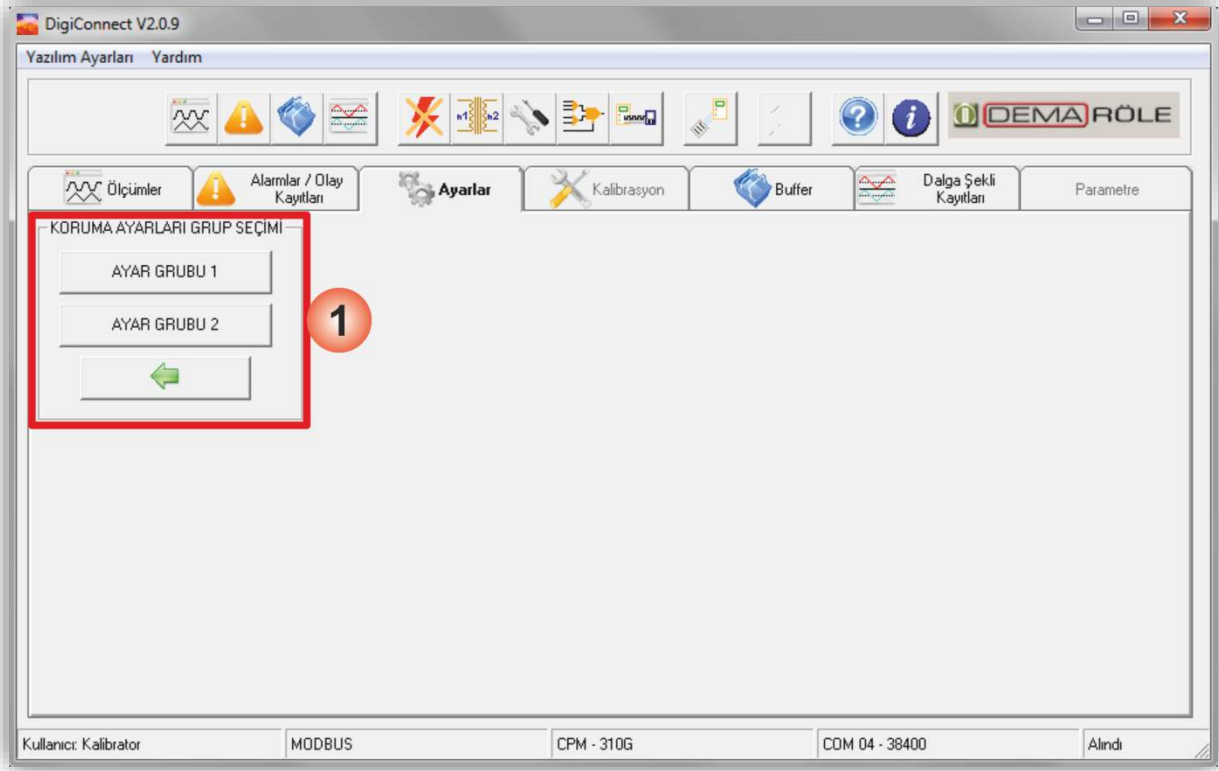 DigiConnect V2.0.9
Yazılım Ayarları Yardım
n1 n2
DEMA RÖLE
Ölçümler
Alarmlar / Olay
Kayıtları
Ayarlar
Kalibrasyon
Buffer
Dalga Şekli
Kayıtları
Parametre
KORUMA AYARLARI GRUP SEÇİMİ
AYAR GRUBU 1
AYAR GRUBU 2
1
Kullanıcı: Kalibrator MODBUS CPM - 310G COM 04 - 38400 Alındı